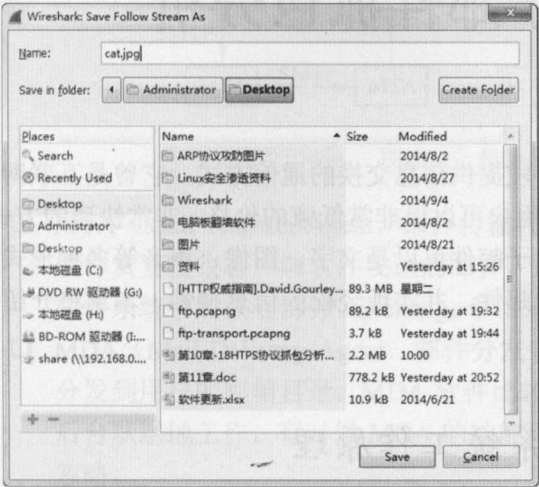 Wireshark: Save Follow Stream As
Name: cat.jpg
Save in folder: Administrator Desktop Create Folder
Places Name Size Modified
Search
Recently Used
Desktop
Administrator
Desktop
本地磁盘 (C:)
DVD RW 驱动器 (G:)
本地磁盘 (H:)
BD-ROM 驱动器 (I:...
share (\\192.168.0....
ARP协议攻防图片 2014/8/2
Linux安全渗透资料 2014/8/27
Wireshark 2014/9/4
电脑板翻墙软件 2014/8/2
图片 2014/8/21
资料 Yesterday at 15:26
[HTTP权威指南].David.Gourley... 89.3 MB 星期二
ftp.pcapng 89.2 kB Yesterday at 19:32
ftp-transport.pcapng 3.7 kB Yesterday at 19:44
第10章-18HTPS协议抓包分析... 2.2 MB 10:00
第11章.doc 778.2 kB Yesterday at 20:52
软件更新.xlsx 10.9 kB 2014/6/21
Save Cancel